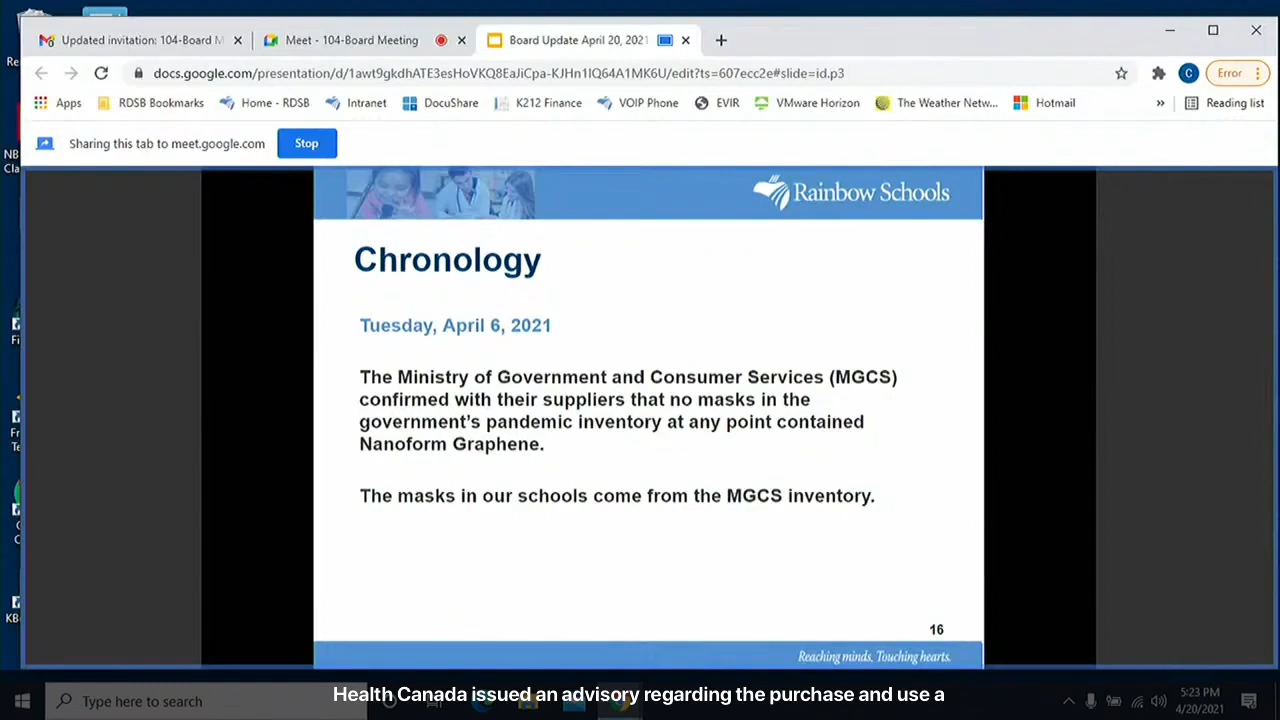 Updated invitation: 104-Board M
Meet - 104-Board Meeting
Board Update April 20, 2021
docs.google.com/presentation/d/1awt9gkdhATE3esHoVKQ8EaJiCpa-KJHn1IQ64A1MK6U/edit?ts=607ecc2e#slide=id.p3
C
Error
Apps
RDSB Bookmarks
Home - RDSB
Intranet
DocuShare
K212 Finance
VOIP Phone
EVIR
VMware Horizon
The Weather Netw...
Hotmail
»
Reading list
Sharing this tab to meet.google.com
Stop
Rainbow Schools
Chronology
Tuesday, April 6, 2021
The Ministry of Government and Consumer Services (MGCS)
confirmed with their suppliers that no masks in the
government's pandemic inventory at any point contained
Nanoform Graphene.
The masks in our schools come from the MGCS inventory.
16
Reaching minds. Touching hearts.
Health Canada issued an advisory regarding the purchase and use a
Type here to search
5:23 PM
4/20/2021